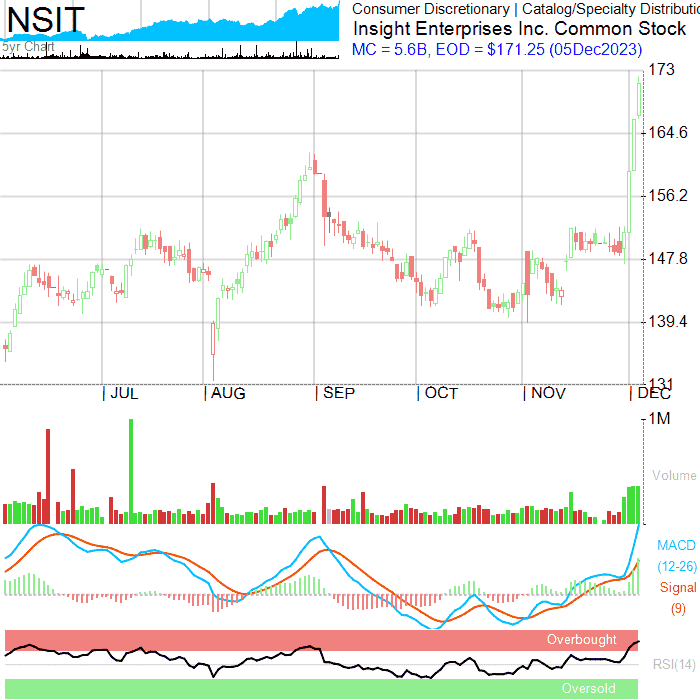 NSIT
5yr Chart
Consumer Discretionary | Catalog/Specialty Distributio
Insight Enterprises Inc. Common Stock
MC = 5.6B, EOD = $171.25 (05Dec2023)
173
164.6
156.2
147.8
139.4
131
| JUL | AUG | SEP | OCT | NOV | DEC
1M
Volume
MACD
(12-26)
Signal
(9)
Overbought
RSI(14)
Oversold